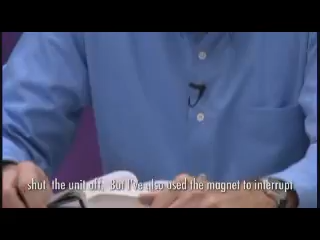 shut the unit off. But I've also used the magnet to interrupt